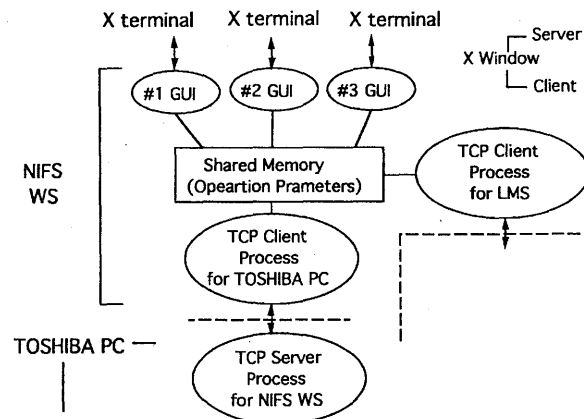 X terminal X terminal X terminal
Server
X Window
Client
#1 GUI #2 GUI #3 GUI
NIFS
WS
Shared Memory
(Opeartion Prameters)
TCP Client
Process
for LMS
TCP Client
Process
for TOSHIBA PC
TOSHIBA PC
TCP Server
Process
for NIFS WS